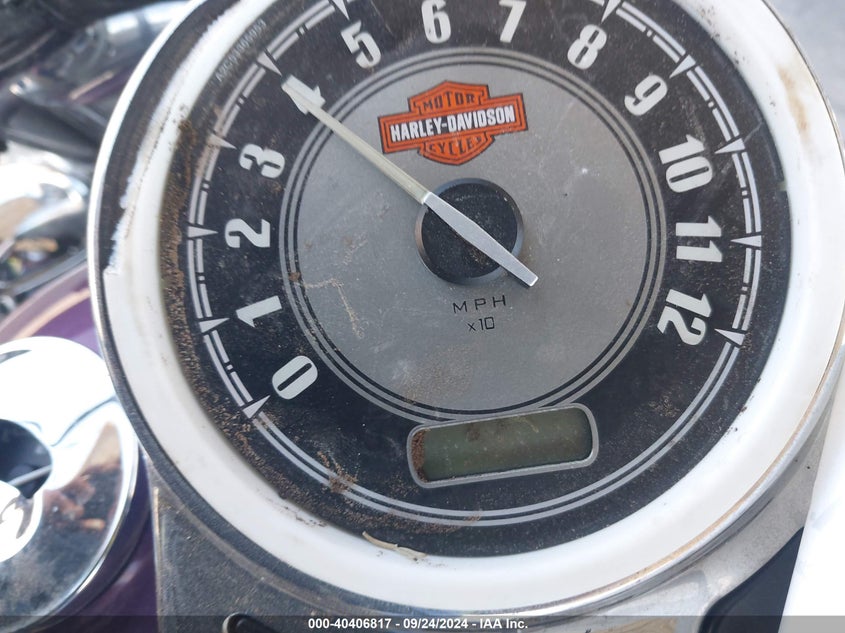 0 1 2 3 4 5 6 7 8 9 10 11 12
MOTOR
HARLEY-DAVIDSON
CYCLES
MPH
x10
000-40406817 - 09/24/2024 - IAA Inc.